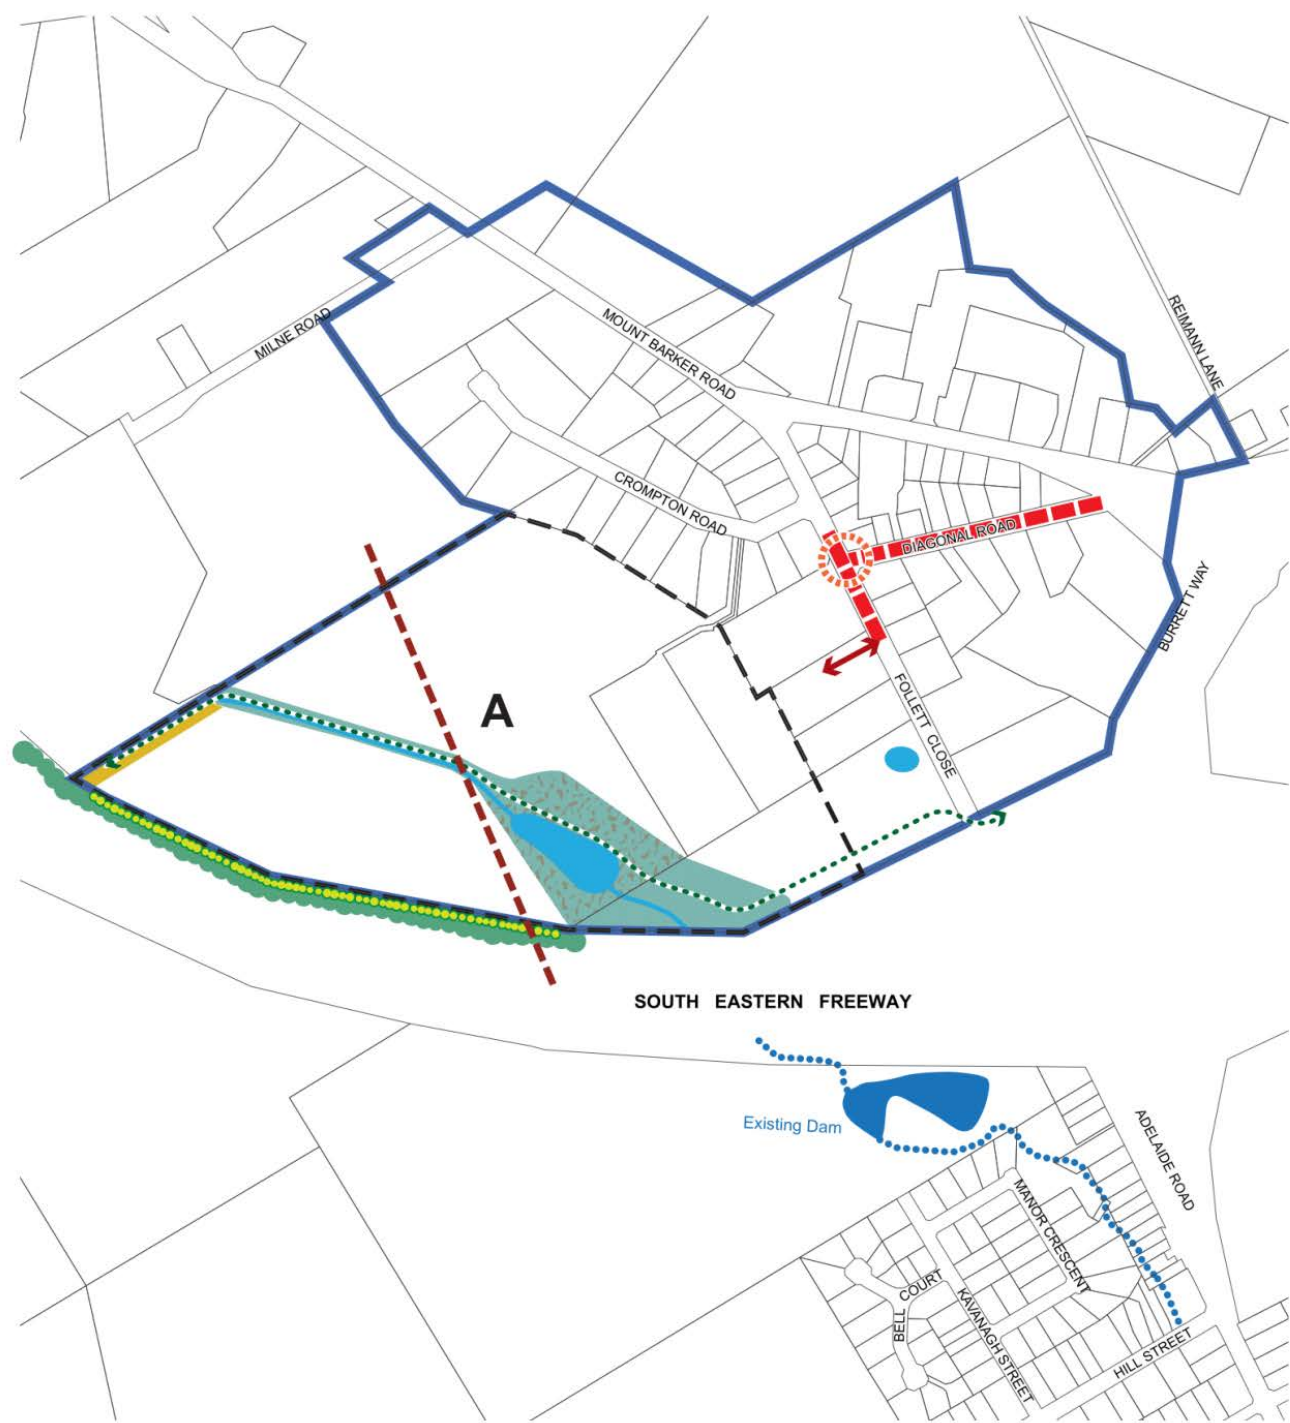 REIMANN LANE
MILNE ROAD
MOUNT BARKER ROAD
CROMPTON ROAD
DIAGONAL ROAD
BURRETT WAY
A
FOLLETT CLOSE
SOUTH EASTERN FREEWAY
Existing Dam
ADELAIDE ROAD
MANOR CRESCENT
BELL COURT
KAVANAGH STREET
HILL STREET